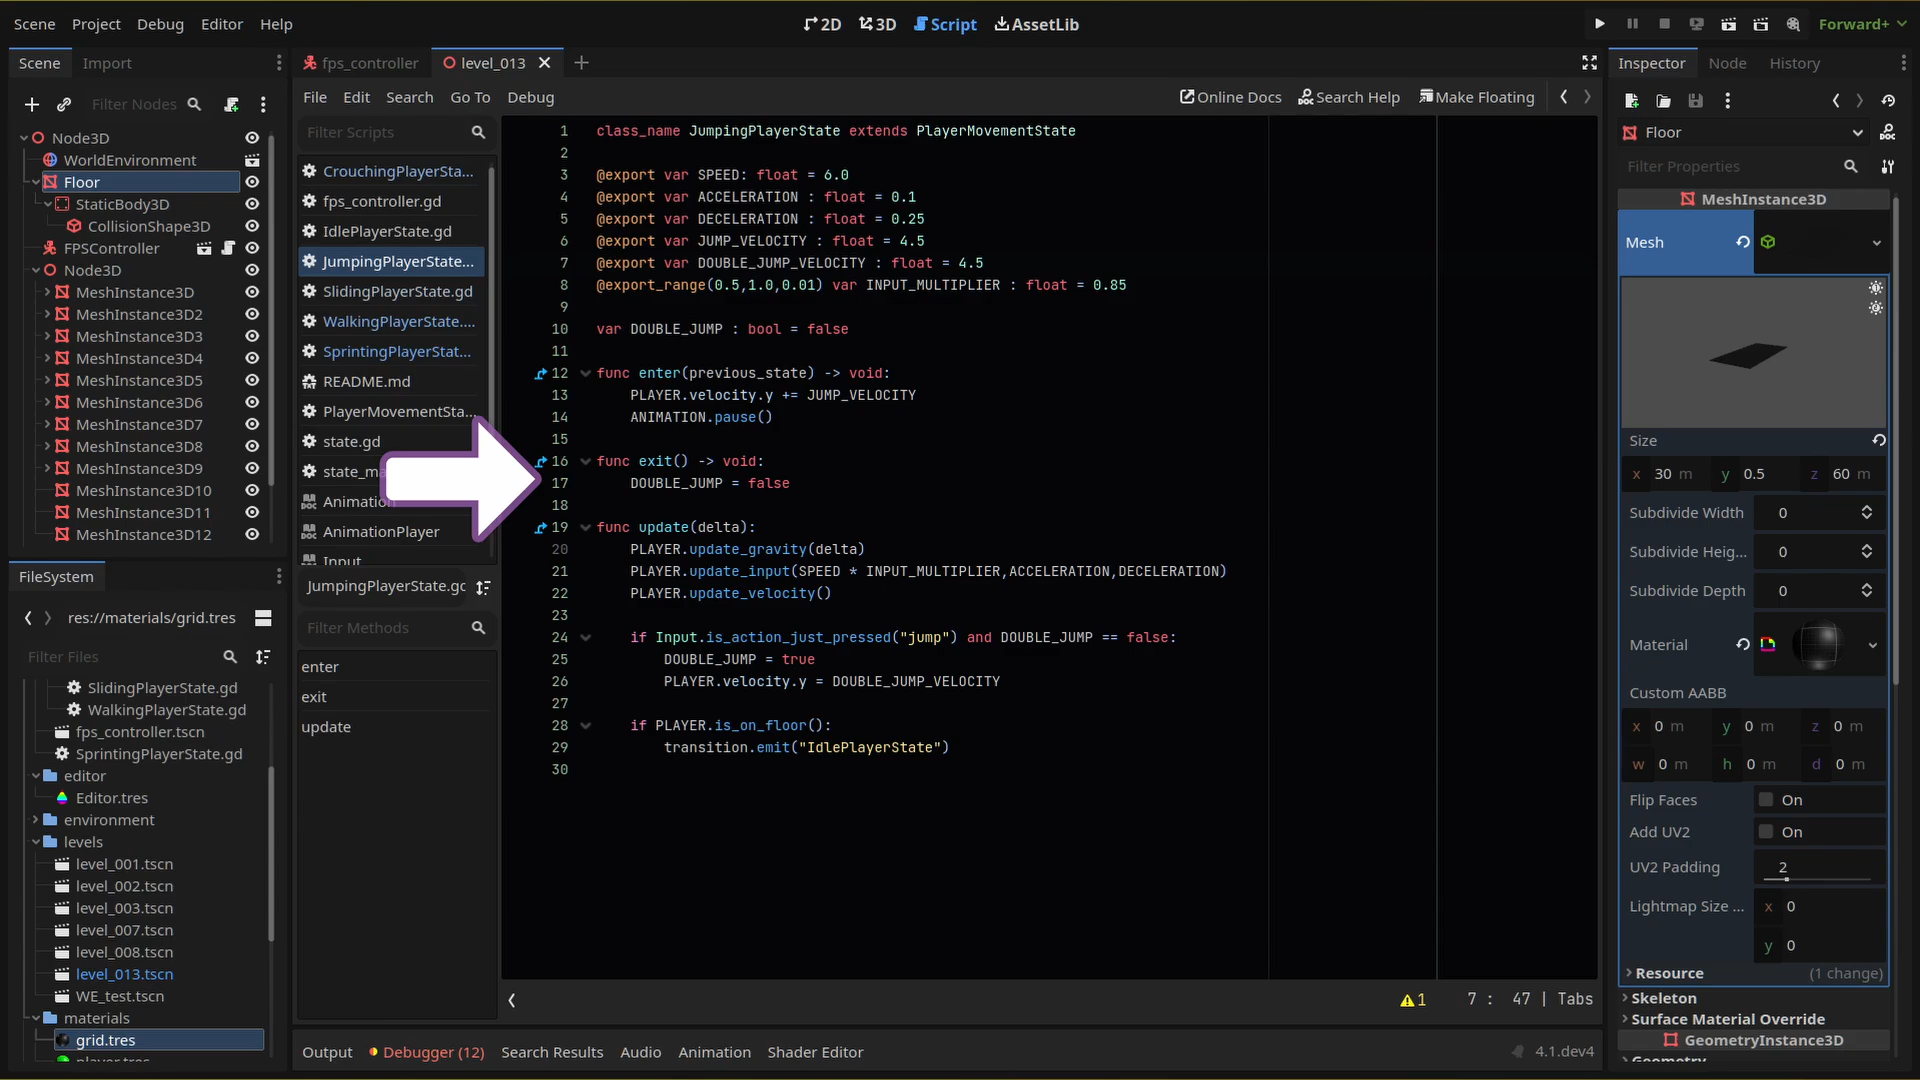 Scene Project Debug Editor Help
2D 3D Script AssetLib
Forward+
Scene Import
Filter Nodes
Node3D
WorldEnvironment
Floor
StaticBody3D
CollisionShape3D
FPSController
Node3D
MeshInstance3D
MeshInstance3D2
MeshInstance3D3
MeshInstance3D4
MeshInstance3D5
MeshInstance3D6
MeshInstance3D7
MeshInstance3D8
MeshInstance3D9
MeshInstance3D10
MeshInstance3D11
MeshInstance3D12
FileSystem
res://materials/grid.tres
Filter Files
SlidingPlayerState.gd
WalkingPlayerState.gd
fps_controller.tscn
SprintingPlayerState.gd
editor
Editor.tres
environment
levels
level_001.tscn
level_002.tscn
level_003.tscn
level_007.tscn
level_008.tscn
level_013.tscn
WE_test.tscn
materials
grid.tres
player.tres
fps_controller level_013
File Edit Search Go To Debug
Online Docs Search Help Make Floating
Filter Scripts
CrouchingPlayerSta...
fps_controller.gd
IdlePlayerState.gd
JumpingPlayerState...
SlidingPlayerState.gd
WalkingPlayerState....
SprintingPlayerStat...
README.md
PlayerMovementSta...
state.gd
state_ma
Animation
AnimationPlayer
Input
JumpingPlayerState.gd
Filter Methods
enter
exit
update
1 class_name JumpingPlayerState extends PlayerMovementState
2
3 @export var SPEED: float = 6.0
4 @export var ACCELERATION : float = 0.1
5 @export var DECELERATION : float = 0.25
6 @export var JUMP_VELOCITY : float = 4.5
7 @export var DOUBLE_JUMP_VELOCITY : float = 4.5
8 @export_range(0.5,1.0,0.01) var INPUT_MULTIPLIER : float = 0.85
9
10 var DOUBLE_JUMP : bool = false
11
12 func enter(previous_state) -> void:
13 PLAYER.velocity.y += JUMP_VELOCITY
14 ANIMATION.pause()
15
16 func exit() -> void:
17 DOUBLE_JUMP = false
18
19 func update(delta):
20 PLAYER.update_gravity(delta)
21 PLAYER.update_input(SPEED * INPUT_MULTIPLIER,ACCELERATION,DECELERATION)
22 PLAYER.update_velocity()
23
24 if Input.is_action_just_pressed("jump") and DOUBLE_JUMP == false:
25 DOUBLE_JUMP = true
26 PLAYER.velocity.y = DOUBLE_JUMP_VELOCITY
27
28 if PLAYER.is_on_floor():
29 transition.emit("IdlePlayerState")
30
1 7 : 47 | Tabs
Output Debugger (12) Search Results Audio Animation Shader Editor
4.1.dev4
Inspector Node History
Floor
Filter Properties
MeshInstance3D
Mesh
Size
x 30 m y 0.5 z 60 m
Subdivide Width 0
Subdivide Heig... 0
Subdivide Depth 0
Material
Custom AABB
x 0 m y 0 m z 0 m
w 0 m h 0 m d 0 m
Flip Faces On
Add UV2 On
UV2 Padding 2
Lightmap Size ... x 0
y 0
Resource (1 change)
Skeleton
Surface Material Override
GeometryInstance3D
Geometry